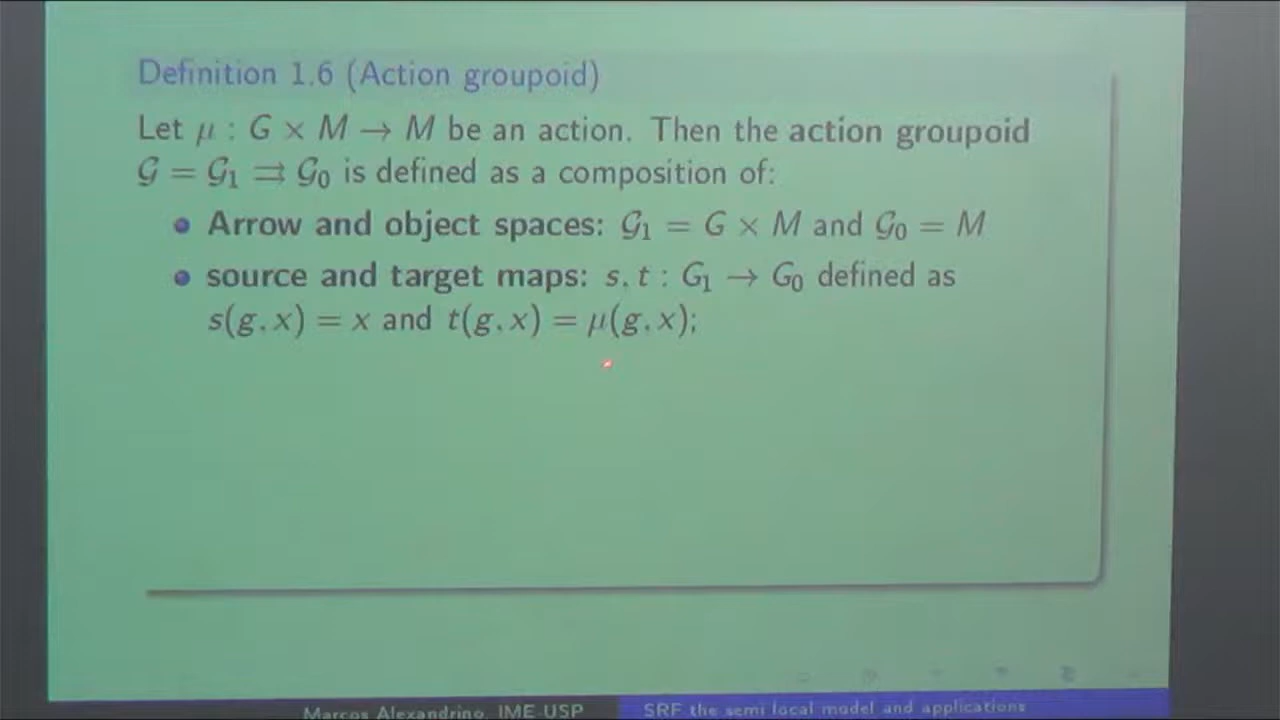 Definition 1.6 (Action groupoid)
Let μ : G × M → M be an action. Then the action groupoid
𝒢 = 𝒢₁ ⇉ 𝒢₀ is defined as a composition of:
• Arrow and object spaces: 𝒢₁ = G × M and 𝒢₀ = M
• source and target maps: s, t : G₁ → G₀ defined as
s(g, x) = x and t(g, x) = μ(g, x);
Marcos Alexandrino, IME-USP
SRF the semi local model and applications